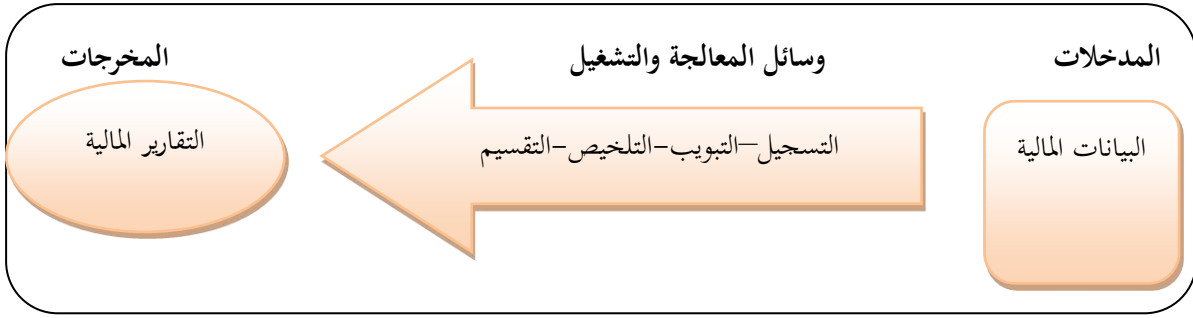 المدخلات
وسائل المعالجة والتشغيل
المخرجات
البيانات المالية
التسجيل–التبويب-التلخيص-التقسيم
التقارير المالية